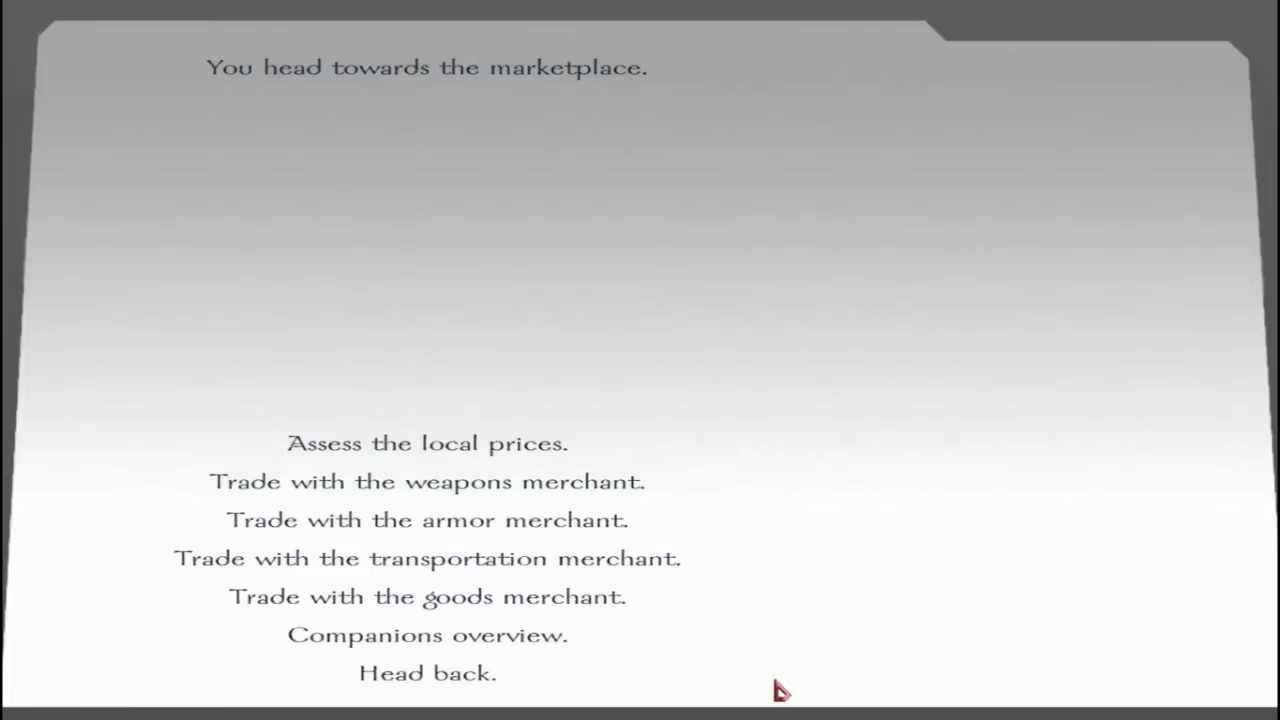 You head towards the marketplace.
Assess the local prices.
Trade with the weapons merchant.
Trade with the armor merchant.
Trade with the transportation merchant.
Trade with the goods merchant.
Companions overview.
Head back.